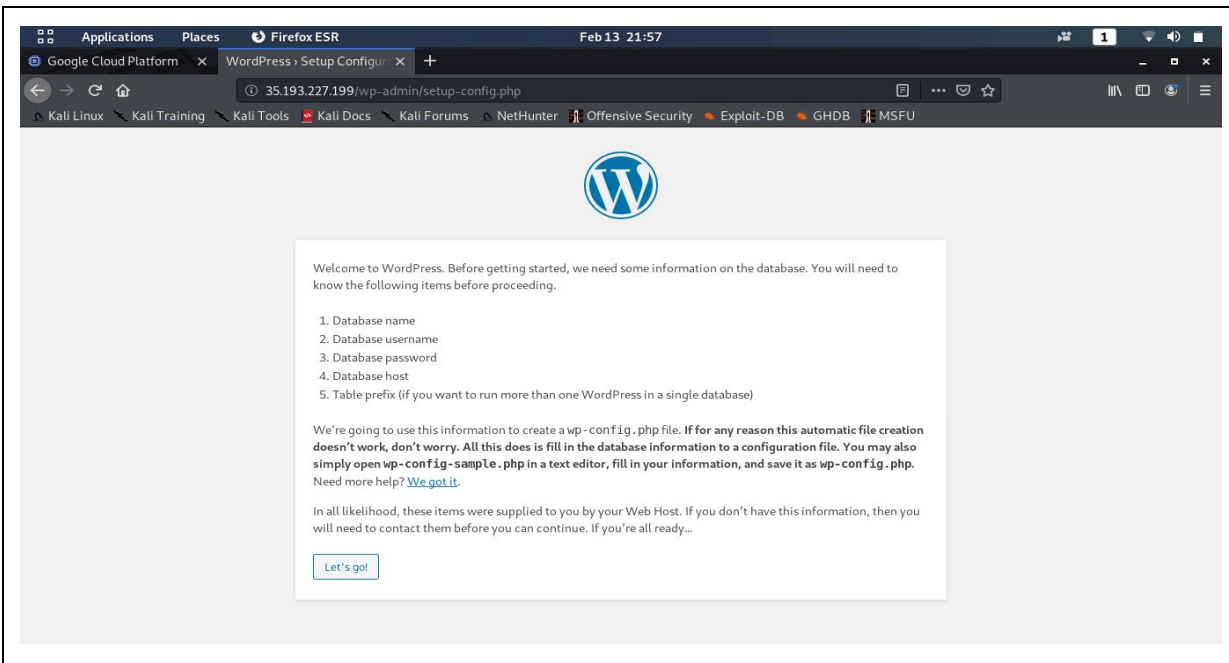 Applications Places Firefox ESR Feb 13 21:57 1
Google Cloud Platform WordPress › Setup Configur
35.193.227.199/wp-admin/setup-config.php
Kali Linux Kali Training Kali Tools Kali Docs Kali Forums NetHunter Offensive Security Exploit-DB GHDB MSFU
Welcome to WordPress. Before getting started, we need some information on the database. You will need to
know the following items before proceeding.
1. Database name
2. Database username
3. Database password
4. Database host
5. Table prefix (if you want to run more than one WordPress in a single database)
We’re going to use this information to create a wp-config.php file. If for any reason this automatic file creation
doesn’t work, don’t worry. All this does is fill in the database information to a configuration file. You may also
simply open wp-config-sample.php in a text editor, fill in your information, and save it as wp-config.php.
Need more help? We got it.
In all likelihood, these items were supplied to you by your Web Host. If you don’t have this information, then you
will need to contact them before you can continue. If you’re all ready…
Let’s go!